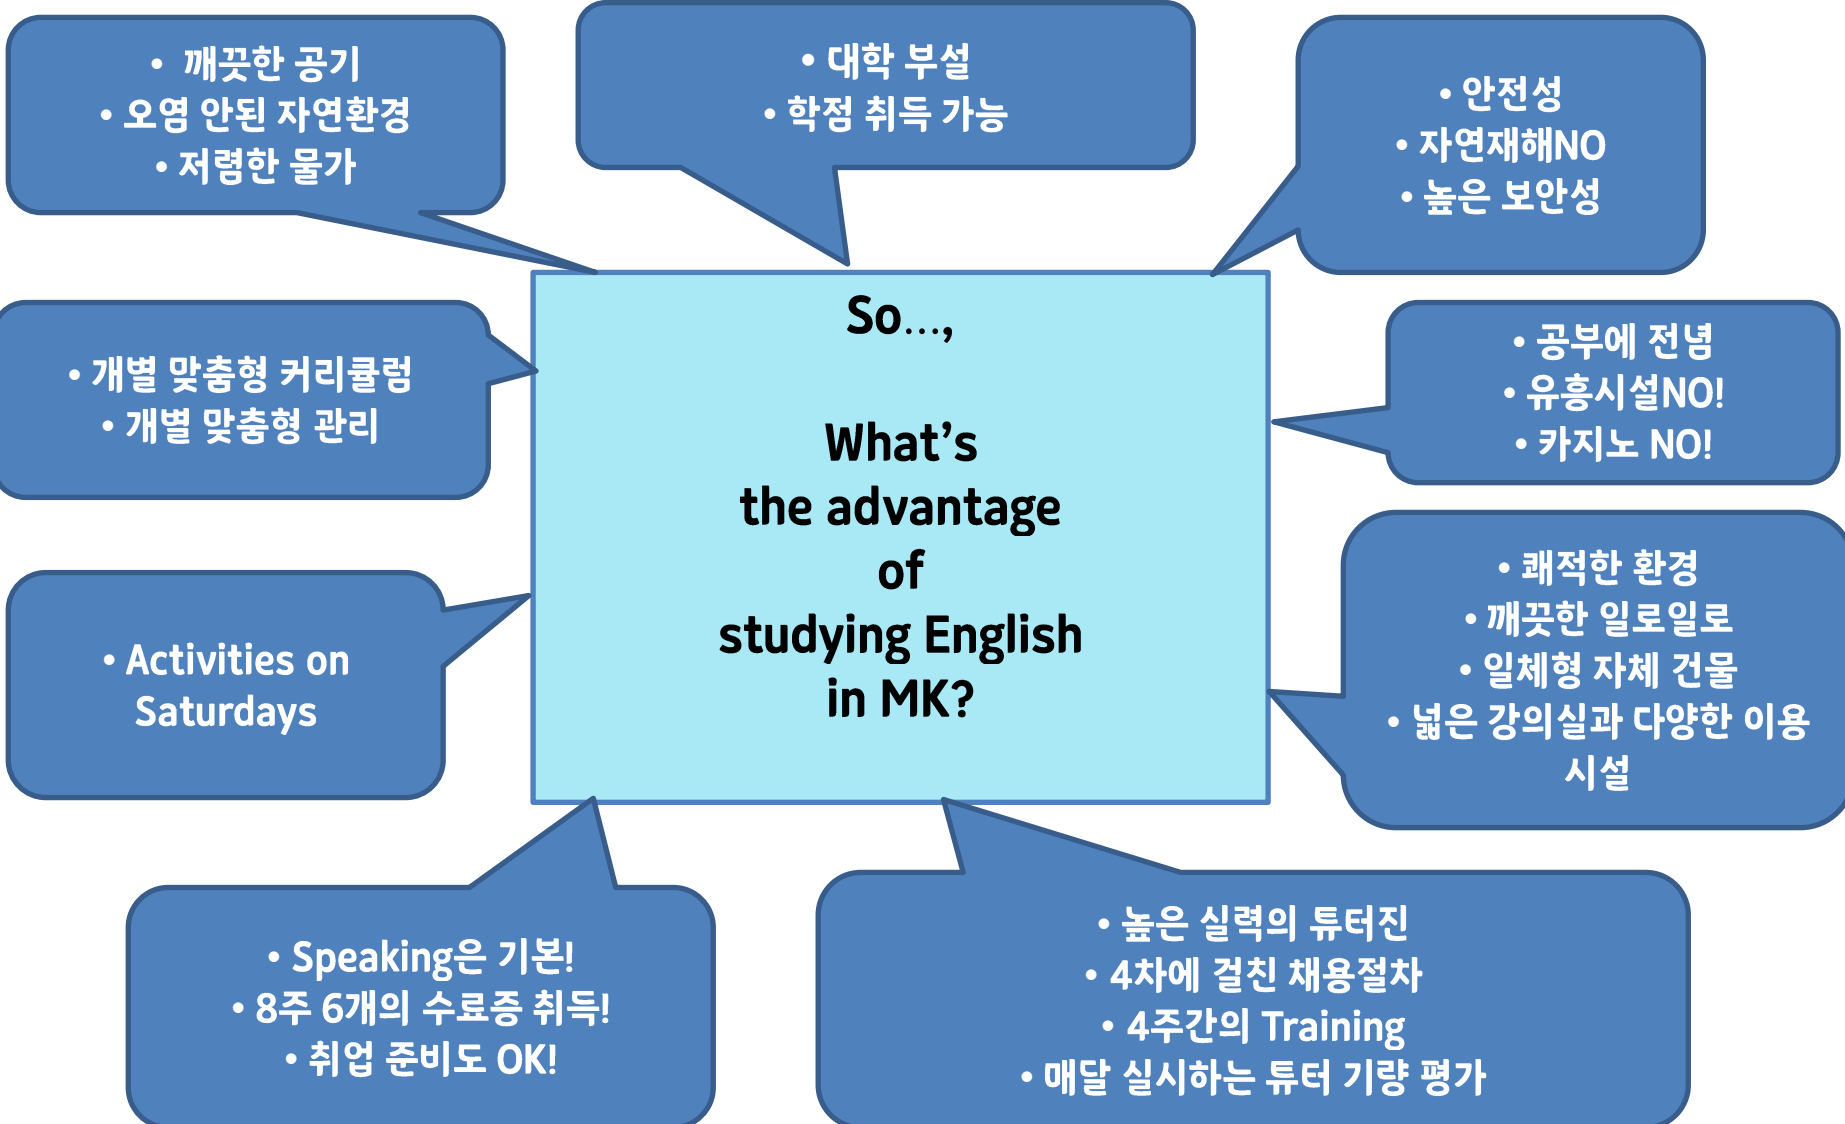 • 깨끗한 공기
• 오염 안된 자연환경
• 저렴한 물가
• 대학 부설
• 학점 취득 가능
• 안전성
• 자연재해NO
• 높은 보안성
• 개별 맞춤형 커리큘럼
• 개별 맞춤형 관리
So...,
What's
the advantage
of
studying English
in MK?
• 공부에 전념
• 유흥시설NO!
• 카지노 NO!
• Activities on
Saturdays
• 쾌적한 환경
• 깨끗한 일로일로
• 일체형 자체 건물
• 넓은 강의실과 다양한 이용
시설
• Speaking은 기본!
• 8주 6개의 수료증 취득!
• 취업 준비도 OK!
• 높은 실력의 튜터진
• 4차에 걸친 채용절차
• 4주간의 Training
• 매달 실시하는 튜터 기량 평가